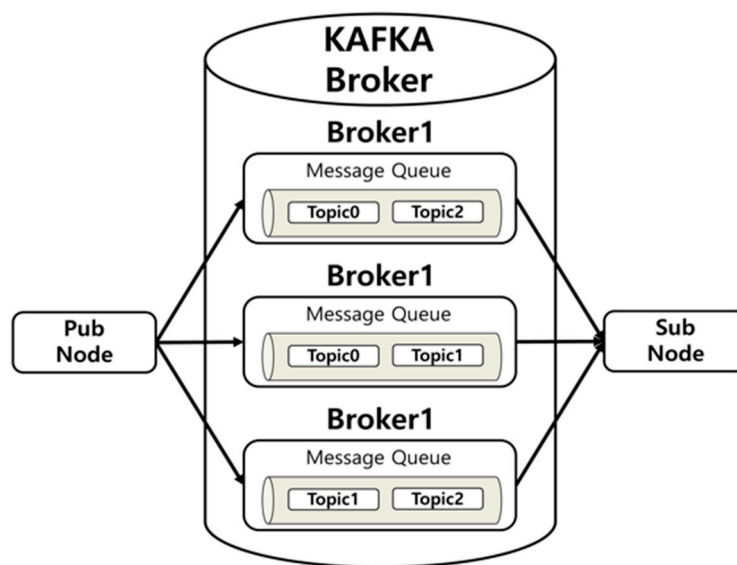 KAFKA
Broker
Broker1
Message Queue
Topic0 Topic2
Broker1
Message Queue
Topic0 Topic1
Pub
Node
Sub
Node
Broker1
Message Queue
Topic1 Topic2